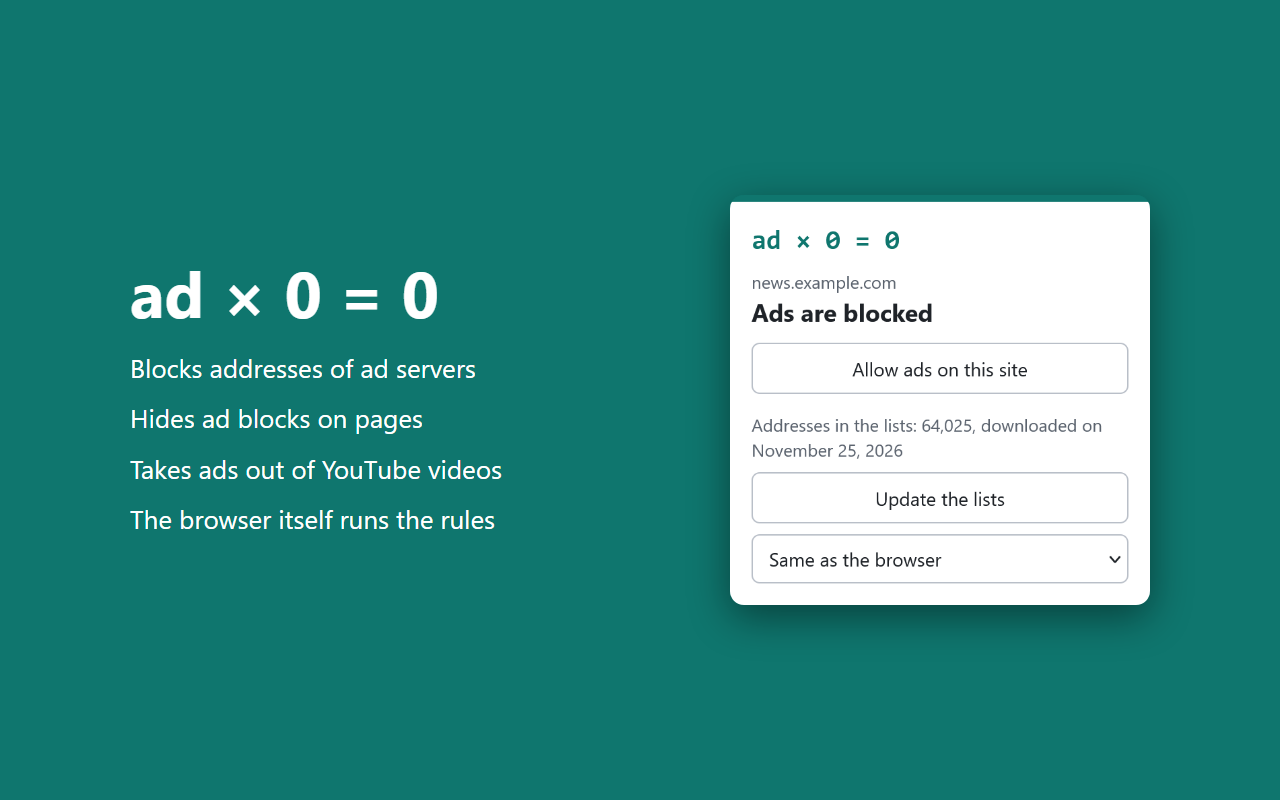 ad × 0 = 0
Blocks addresses of ad servers
Hides ad blocks on pages
Takes ads out of YouTube videos
The browser itself runs the rules
ad × 0 = 0
news.example.com
Ads are blocked
Allow ads on this site
Addresses in the lists: 64,025, downloaded on
November 25, 2026
Update the lists
Same as the browser